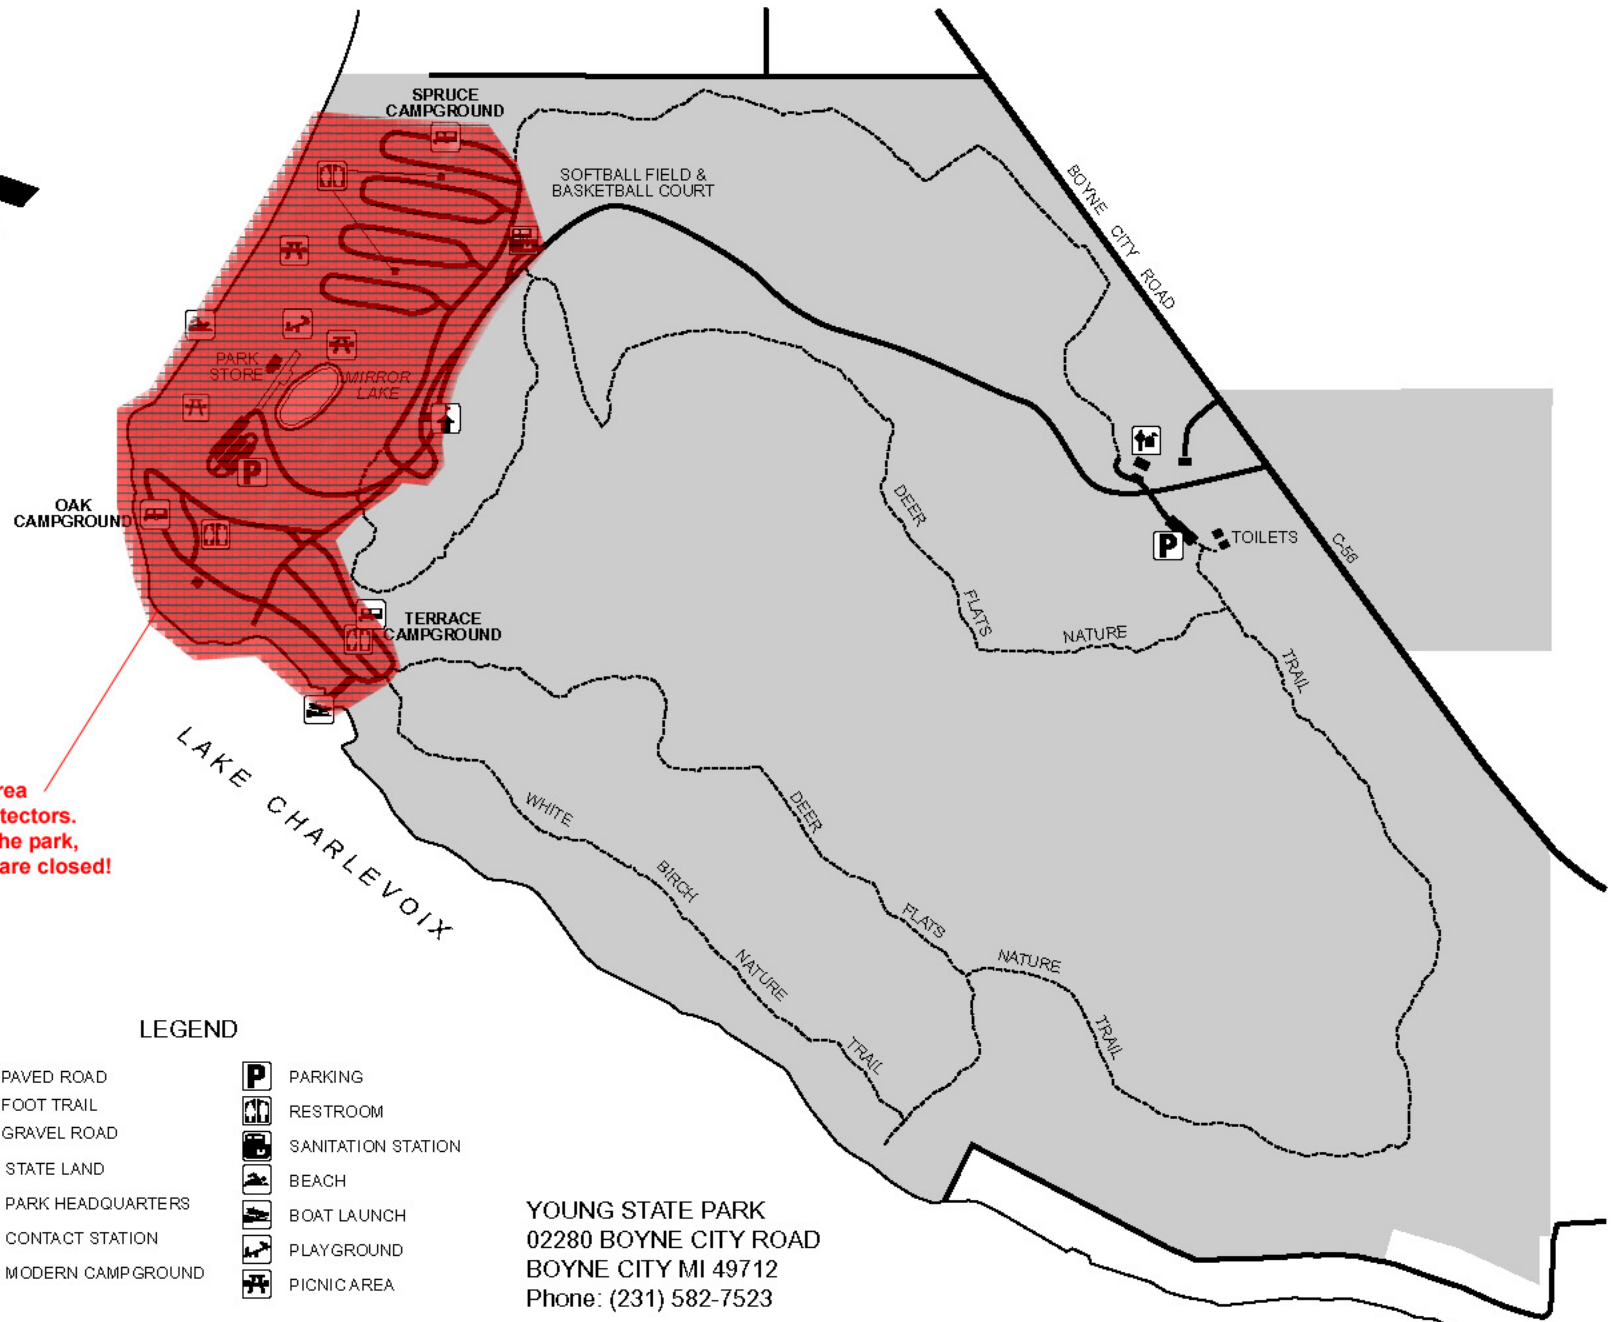 SPRUCE
CAMPGROUND
SOFTBALL FIELD &
BASKETBALL COURT
BOYNE CITY ROAD
PARK
STORE
MIRROR
LAKE
P
OAK
CAMPGROUND
DEER FLATS NATURE TRAIL
P
TOILETS
C-56
TERRACE
CAMPGROUND
LAKE CHARLEVOIX
are closed!
he park,
WHITE BIRCH NATURE TRAIL
DEER FLATS NATURE TRAIL
LEGEND
PAVED ROAD
FOOT TRAIL
GRAVEL ROAD
STATE LAND
PARK HEADQUARTERS
CONTACT STATION
MODERN CAMPGROUND
P PARKING
RESTROOM
SANITATION STATION
BEACH
BOAT LAUNCH
PLAYGROUND
PICNIC AREA
YOUNG STATE PARK
02280 BOYNE CITY ROAD
BOYNE CITY MI 49712
Phone: (231) 582-7523